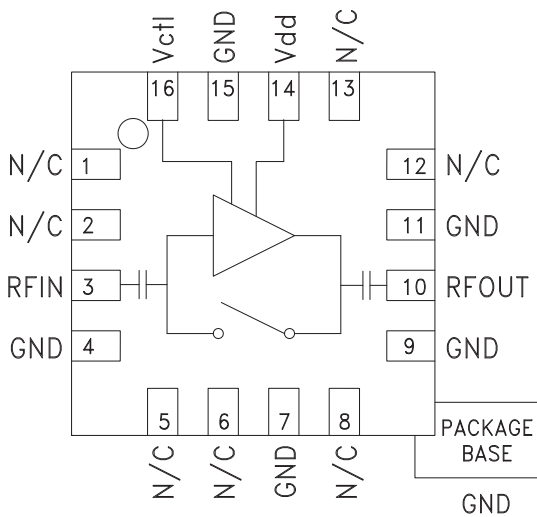 Vctl
GND
Vdd
N/C
16
15
14
13
N/C
1
12
N/C
N/C
2
11
GND
RFIN
3
10
RFOUT
GND
4
9
GND
5
6
7
8
N/C
N/C
GND
N/C
PACKAGE
BASE
GND